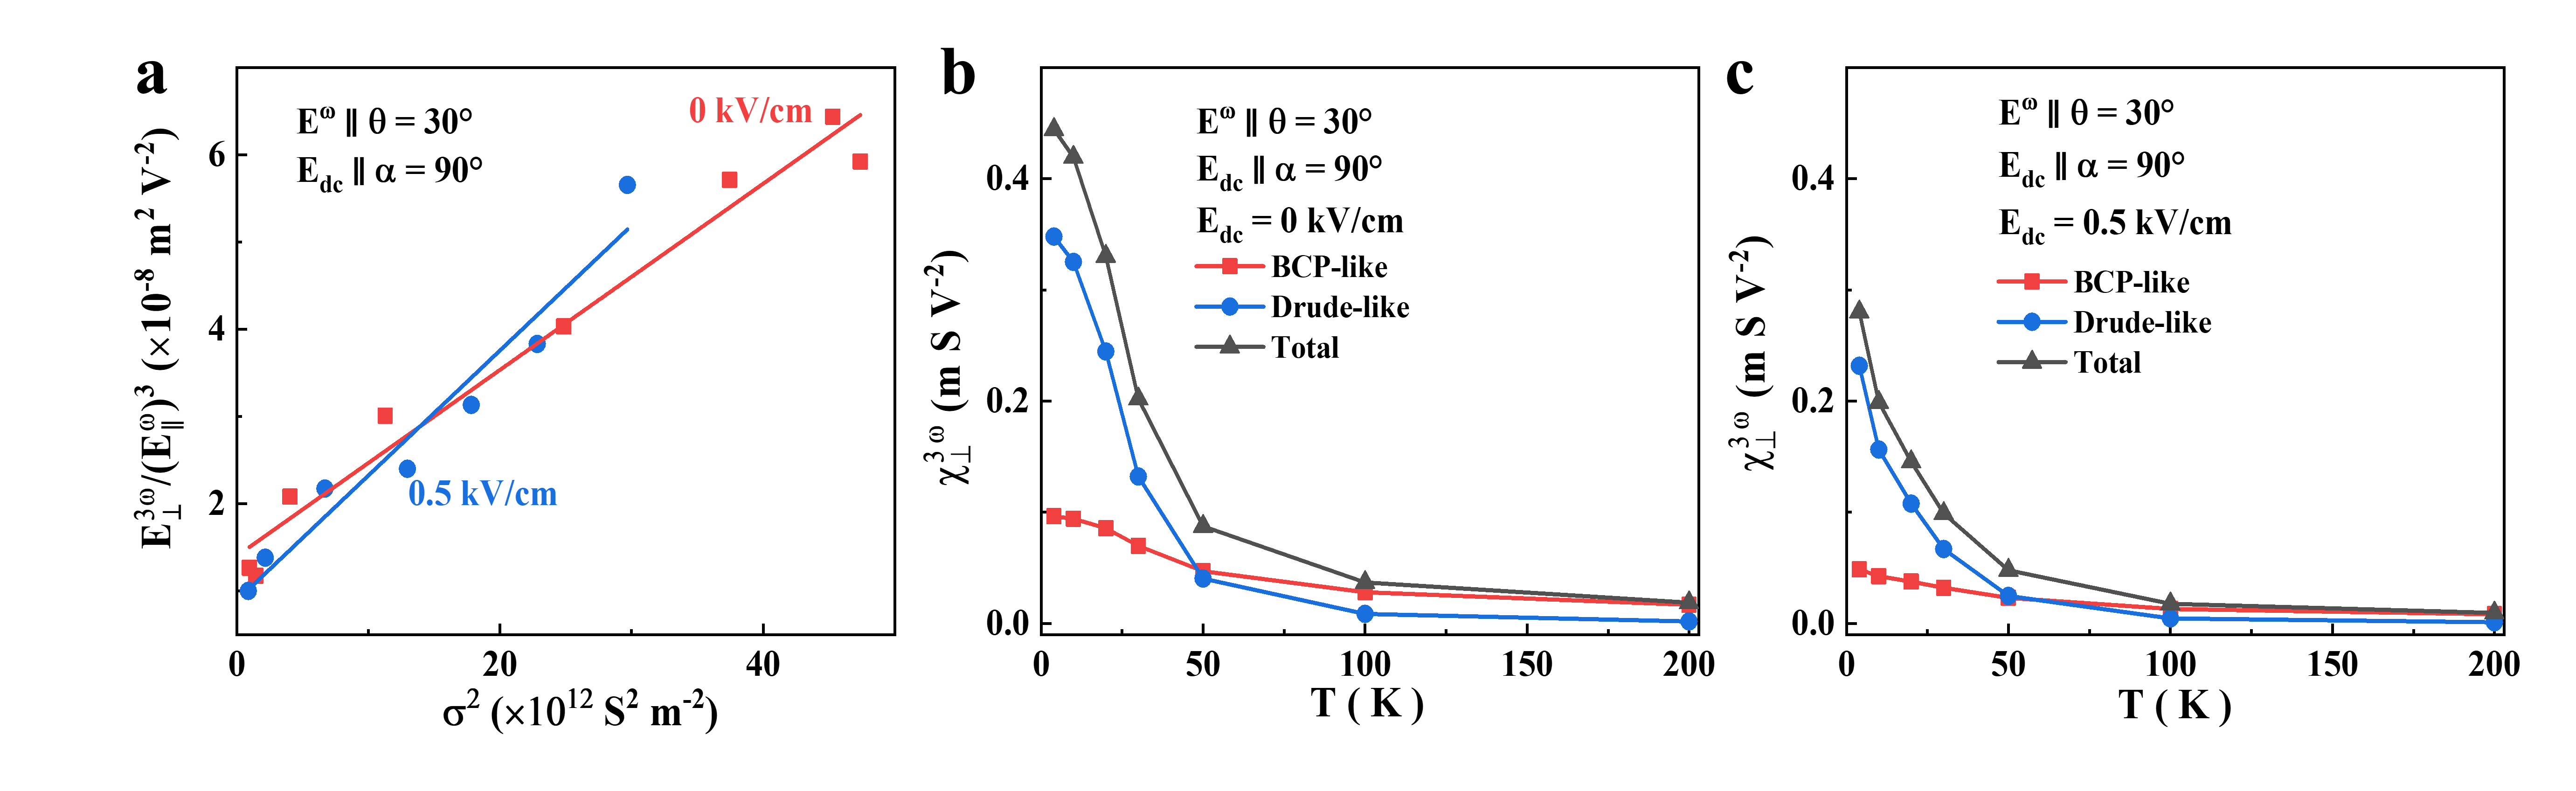 a
E⊥^3ω/(E∥^ω)^3 (×10^-8 m^2 V^-2)
6
4
2
E^ω ∥ θ = 30°
E_dc ∥ α = 90°
0 kV/cm
0.5 kV/cm
0 20 40
σ^2 (×10^12 S^2 m^-2)
b
χ⊥^3ω (m S V^-2)
0.4
0.2
0.0
E^ω ∥ θ = 30°
E_dc ∥ α = 90°
E_dc = 0 kV/cm
BCP-like
Drude-like
Total
0 50 100 150 200
T ( K )
c
χ⊥^3ω (m S V^-2)
0.4
0.2
0.0
E^ω ∥ θ = 30°
E_dc ∥ α = 90°
E_dc = 0.5 kV/cm
BCP-like
Drude-like
Total
0 50 100 150 200
T ( K )